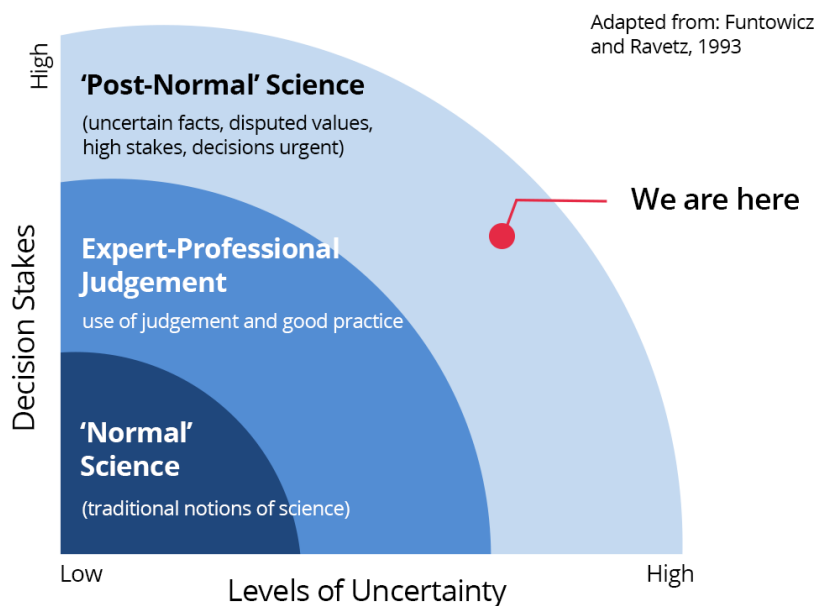 Adapted from: Funtowicz
and Ravetz, 1993
High
‘Post-Normal’ Science
(uncertain facts, disputed values,
high stakes, decisions urgent)
We are here
Expert-Professional
Judgement
use of judgement and good practice
Decision Stakes
‘Normal’
Science
(traditional notions of science)
Low
Levels of Uncertainty
High